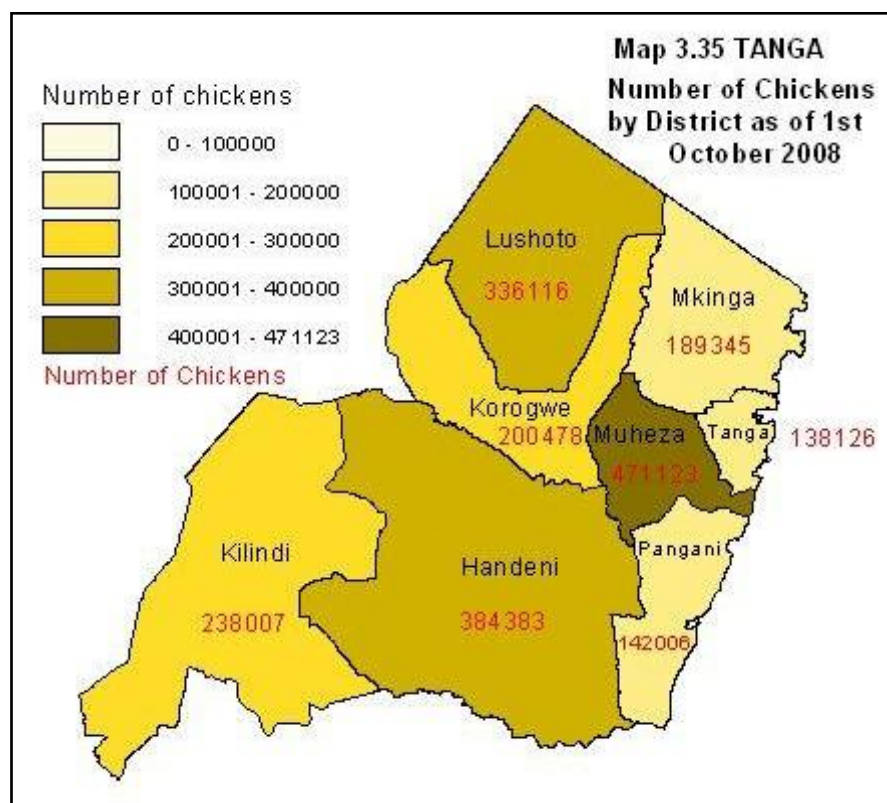 Map 3.35 TANGA
Number of Chickens
by District as of 1st
October 2008
Number of chickens
0 - 100000
100001 - 200000
200001 - 300000
300001 - 400000
400001 - 471123
Number of Chickens
Lushoto
336116
Mkinga
189345
Korogwe
200478
Muheza
471123
Tanga
138126
Kilindi
238007
Handeni
384383
Pangani
142006